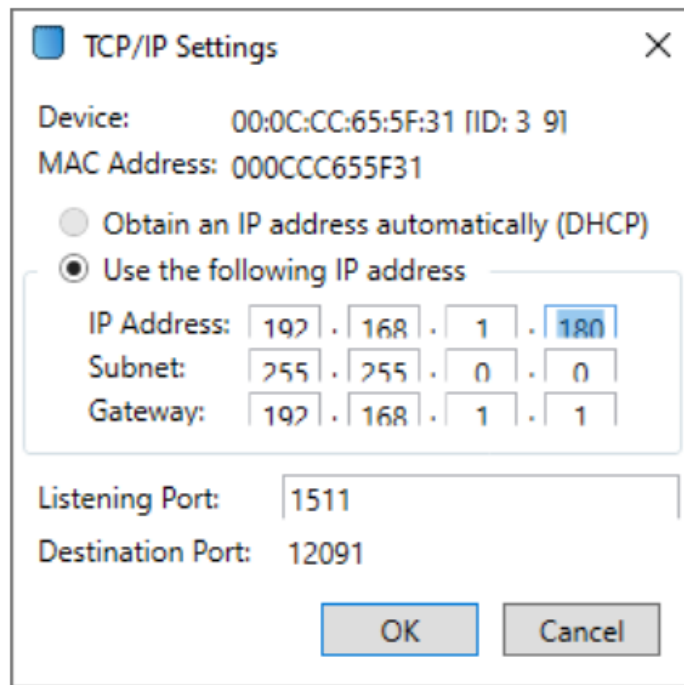 TCP/IP Settings
Device: 00:0C:CC:65:5F:31 [ID: 3 9]
MAC Address: 000CCC655F31
Obtain an IP address automatically (DHCP)
Use the following IP address
IP Address: 192 . 168 . 1 . 180
Subnet: 255 . 255 . 0 . 0
Gateway: 192 . 168 . 1 . 1
Listening Port: 1511
Destination Port: 12091
OK Cancel